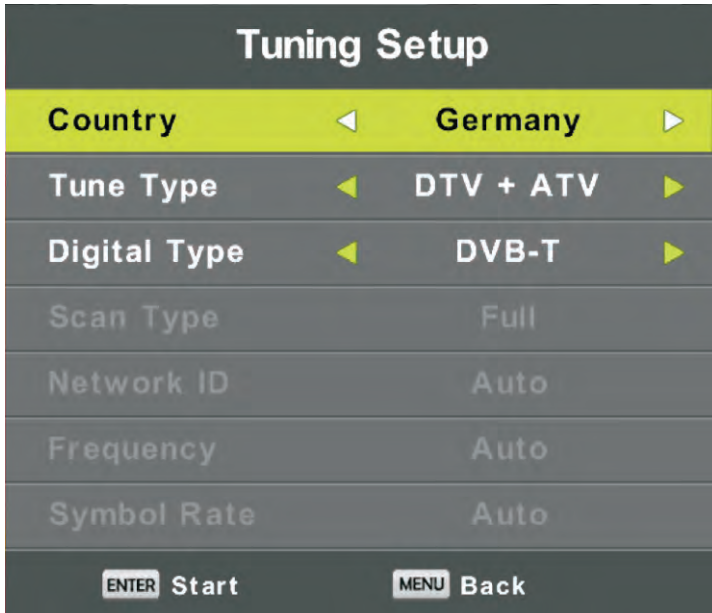 Tuning Setup
Country Germany
Tune Type DTV + ATV
Digital Type DVB-T
Scan Type Full
Network ID Auto
Frequency Auto
Symbol Rate Auto
ENTER Start MENU Back